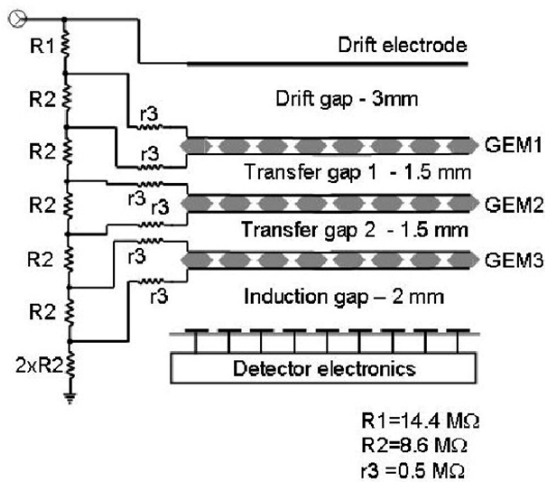 R1
Drift electrode
R2
Drift gap - 3mm
r3
R2
r3
GEM1
Transfer gap 1 - 1.5 mm
R2
r3
r3
GEM2
Transfer gap 2 - 1.5 mm
R2
r3
GEM3
R2
r3
Induction gap – 2 mm
2xR2
Detector electronics
R1=14.4 MΩ
R2=8.6 MΩ
r3 =0.5 MΩ